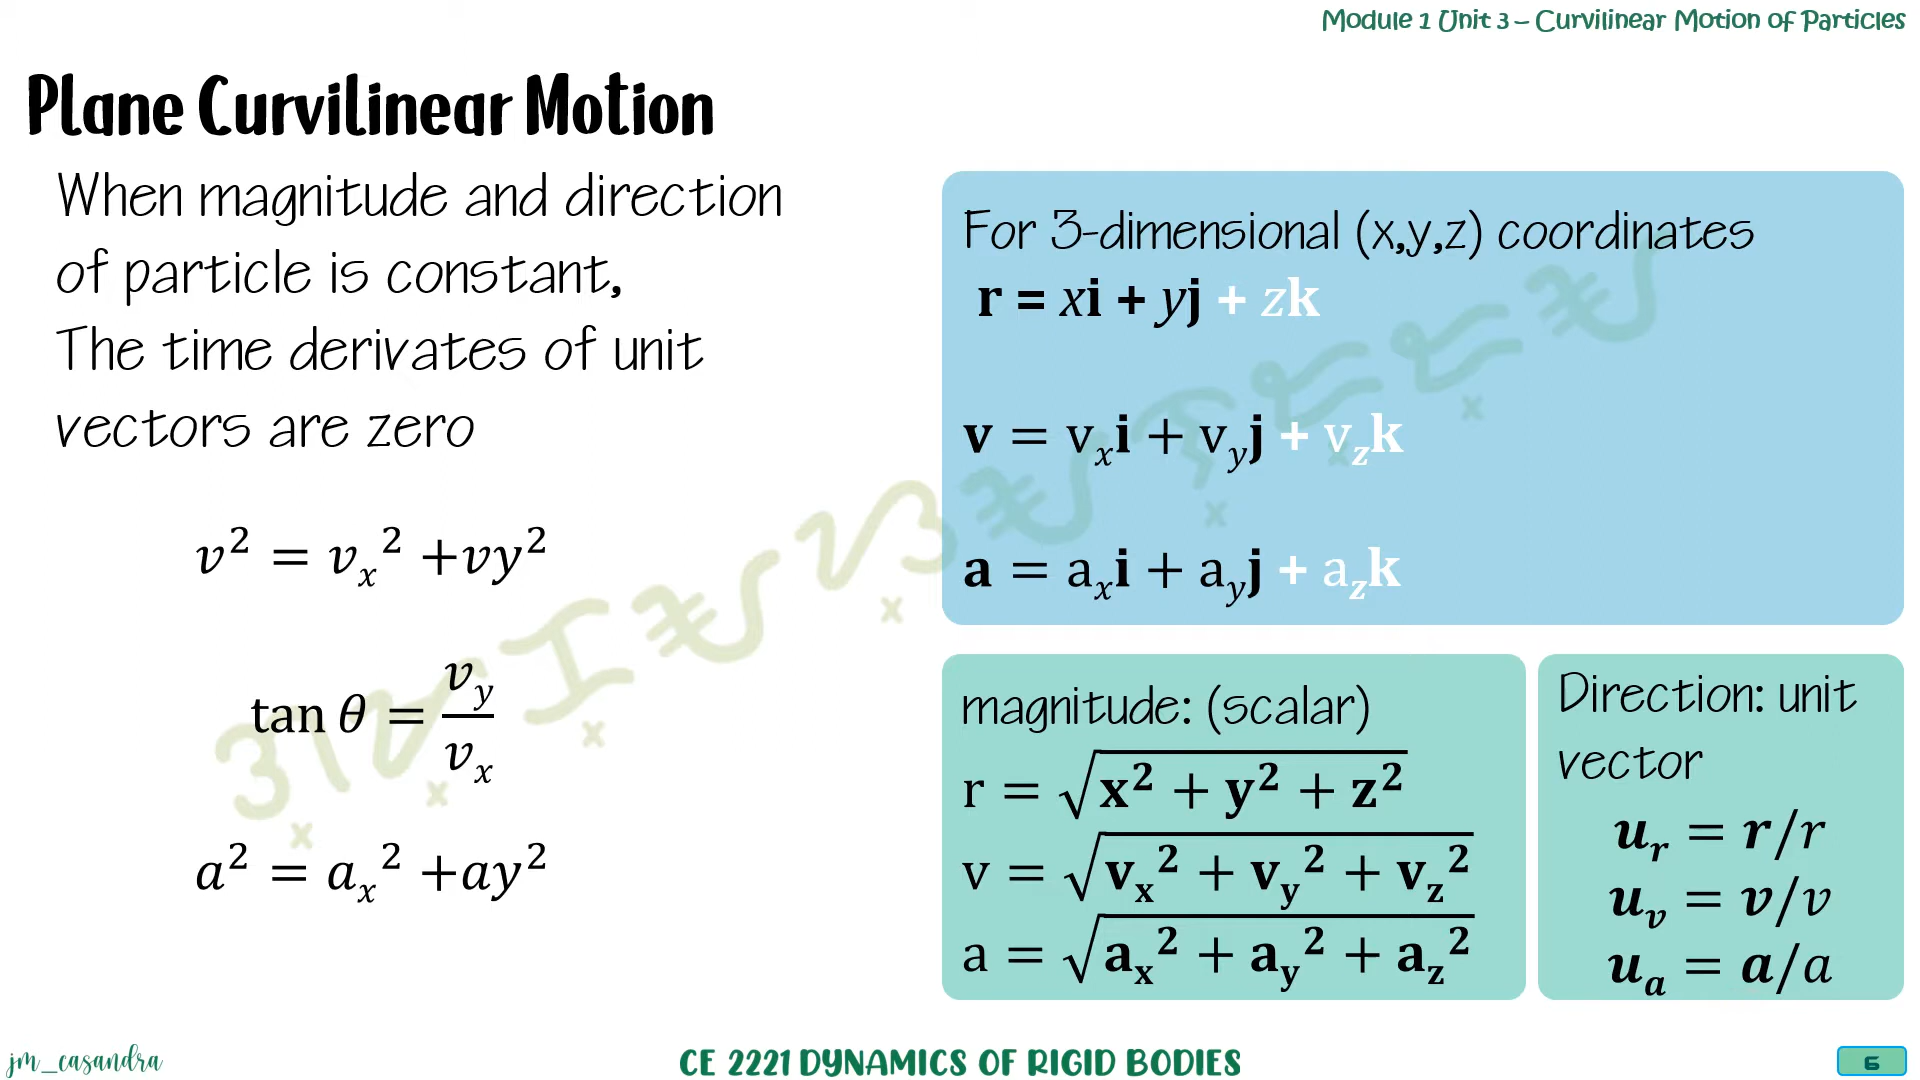 Module 1 Unit 3 – Curvilinear Motion of Particles
Plane Curvilinear Motion
When magnitude and direction
of particle is constant,
The time derivates of unit
vectors are zero
v² = vₓ² +vy²
tan θ = v_y/vₓ
a² = aₓ² +ay²
For 3-dimensional (x,y,z) coordinates
r = xi + yj + zk
v = vₓi + v_yj + v_zk
a = aₓi + a_yj + a_zk
magnitude: (scalar)
r = √(x² + y² + z²)
v = √(vₓ² + v_y² + v_z²)
a = √(aₓ² + a_y² + a_z²)
Direction: unit
vector
u_r = r/r
u_v = v/v
u_a = a/a
jm_casandra
CE 2221 DYNAMICS OF RIGID BODIES
6